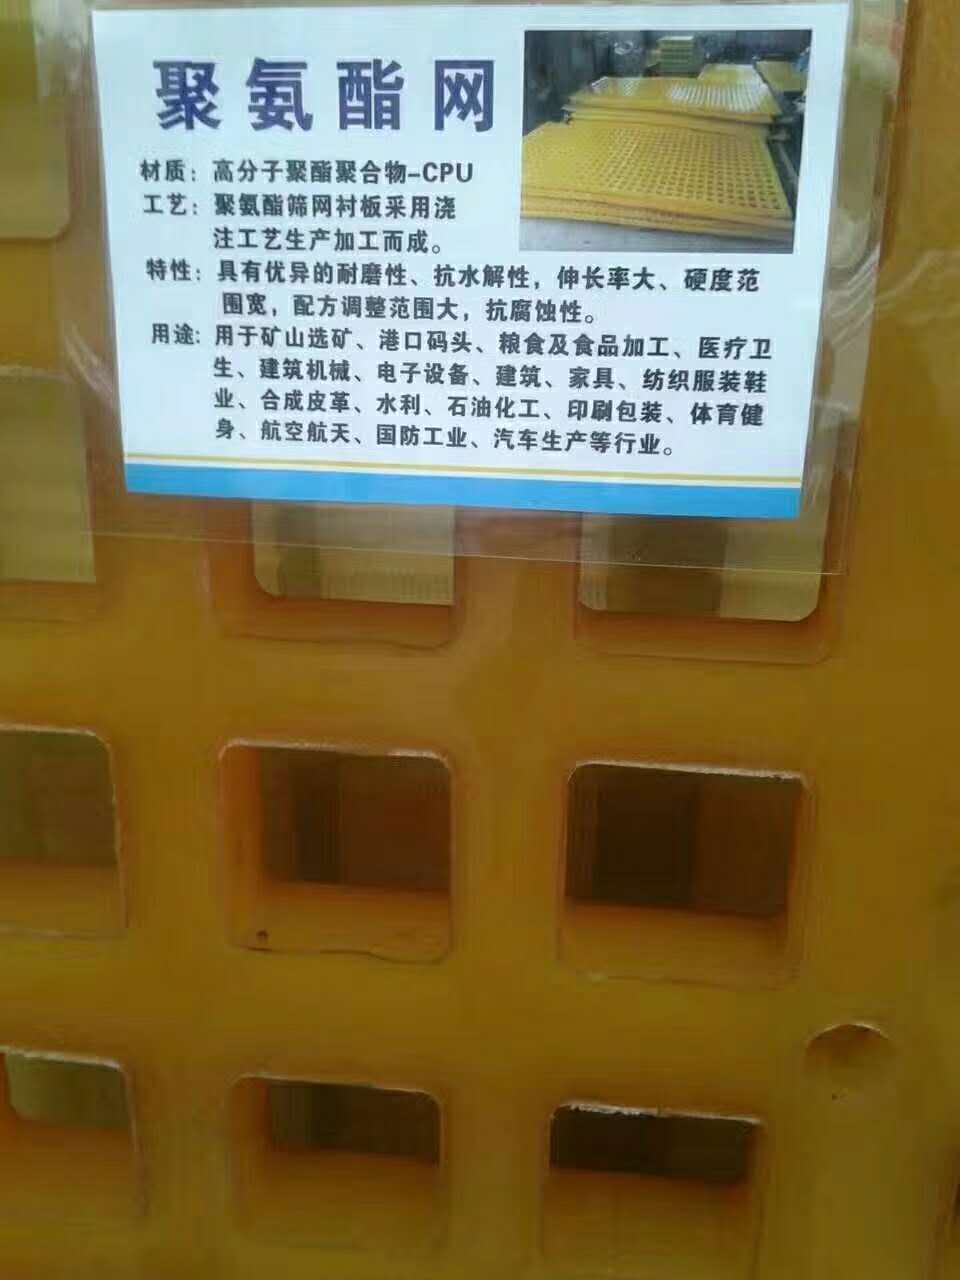 聚氨酯网
材质：高分子聚酯聚合物-CPU
工艺：聚氨酯筛网衬板采用浇
注工艺生产加工而成。
特性：具有优异的耐磨性、抗水解性，伸长率大、硬度范
围宽，配方调整范围大，抗腐蚀性。
用途：用于矿山选矿、港口码头、粮食及食品加工、医疗卫
生、建筑机械、电子设备、建筑、家具、纺织服装鞋
业、合成皮革、水利、石油化工、印刷包装、体育健
身、航空航天、国防工业、汽车生产等行业。